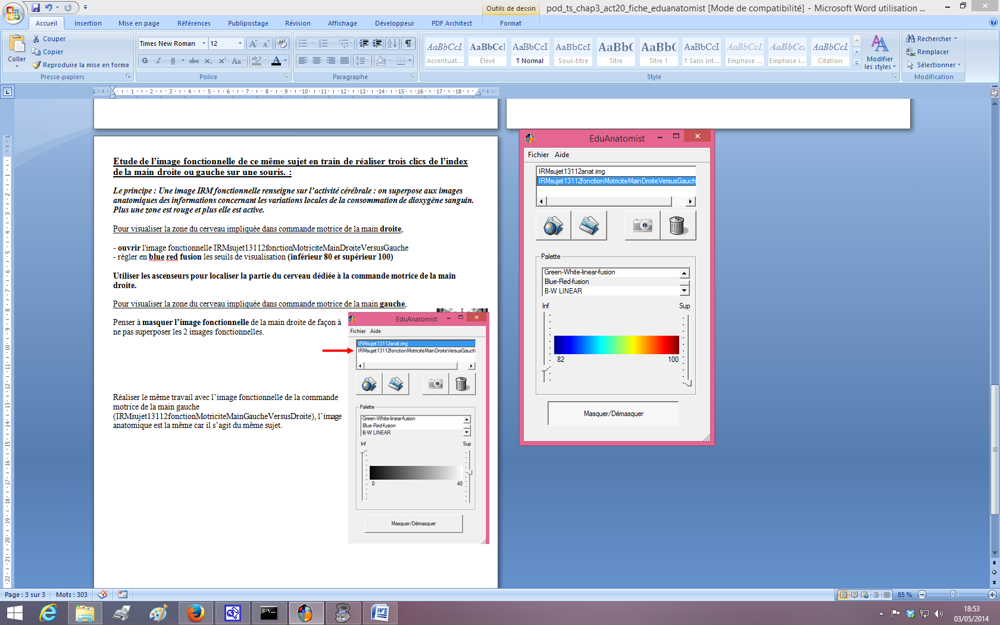 Outils de dessin
pod_ts_chap3_act20_fiche_eduanatomist [Mode de compatibilité] - Microsoft Word utilisation ...
Accueil Insertion Mise en page Références Publipostage Révision Affichage Développeur PDF Architect Format
Coller
Couper
Copier
Reproduire la mise en forme
Presse-papiers
Times New Roman 12
G I S abc x₂ x² Aa
Police
Paragraphe
AaBbCcL AaBbCcI AaBbCcI AaBbCcI AaBbC AaBbC AaBbCcI AaBbCcL AaBbCcL AaBbCcL
Accentuat... Élevé ¶ Normal Sous-titre Titre Titre 1 ¶ Sans int... Emphase ... Emphase i... Citation
Style
Modifier
les styles
Rechercher
Remplacer
Sélectionner
Modification
Etude de l’image fonctionnelle de ce même sujet en train de réaliser trois clics de l’index
de la main droite ou gauche sur une souris. :
Le principe : Une image IRM fonctionnelle renseigne sur l’activité cérébrale : on superpose aux images
anatomiques des informations concernant les variations locales de la consommation de dioxygène sanguin.
Plus une zone est rouge et plus elle est active.
Pour visualiser la zone du cerveau impliquée dans commande motrice de la main droite,
- ouvrir l'image fonctionnelle IRMsujet13112fonctionMotriciteMainDroiteVersusGauche
- régler en blue red fusion les seuils de visualisation (inférieur 80 et supérieur 100)
Utiliser les ascenseurs pour localiser la partie du cerveau dédiée à la commande motrice de la main
droite.
Pour visualiser la zone du cerveau impliquée dans commande motrice de la main gauche,
Penser à masquer l’image fonctionnelle de la main droite de façon à
ne pas superposer les 2 images fonctionnelles.
Réaliser le même travail avec l’image fonctionnelle de la commande
motrice de la main gauche
(IRMsujet13112fonctionMotriciteMainGaucheVersusDroite), l’image
anatomique est la même car il s’agit du même sujet.
EduAnatomist
Fichier Aide
IRMsujet13112anat.img
IRMsujet13112fonctionMotriciteMainDroiteVersusGauch
Palette
Green-White-linear-fusion
Blue-Red-fusion
B-W LINEAR
Inf Sup
0 40
Masquer/Démasquer
EduAnatomist
Fichier Aide
IRMsujet13112anat.img
IRMsujet13112fonctionMotriciteMainDroiteVersusGauch
Palette
Green-White-linear-fusion
Blue-Red-fusion
B-W LINEAR
Inf Sup
82 100
Masquer/Démasquer
Page : 3 sur 3 Mots : 303
85 %
18:53
03/05/2014